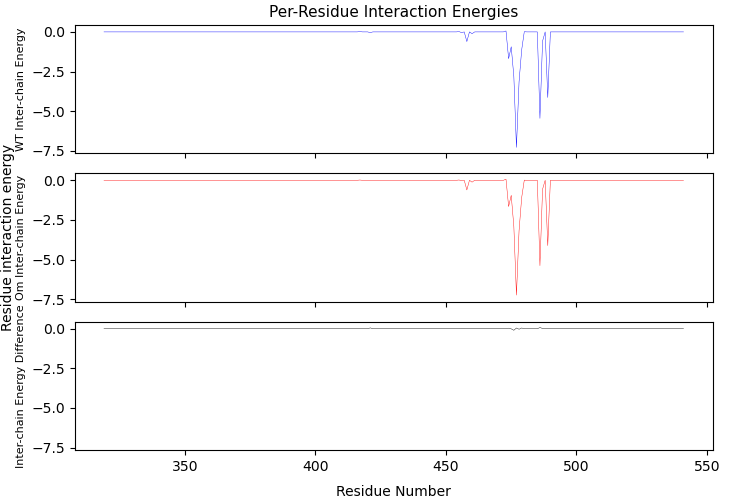 Per-Residue Interaction Energies
WT Inter-chain Energy
0.0
−2.5
−5.0
−7.5
Residue interaction energy
Om Inter-chain Energy
0.0
−2.5
−5.0
−7.5
Inter-chain Energy Difference
0.0
−2.5
−5.0
−7.5
350 400 450 500 550
Residue Number